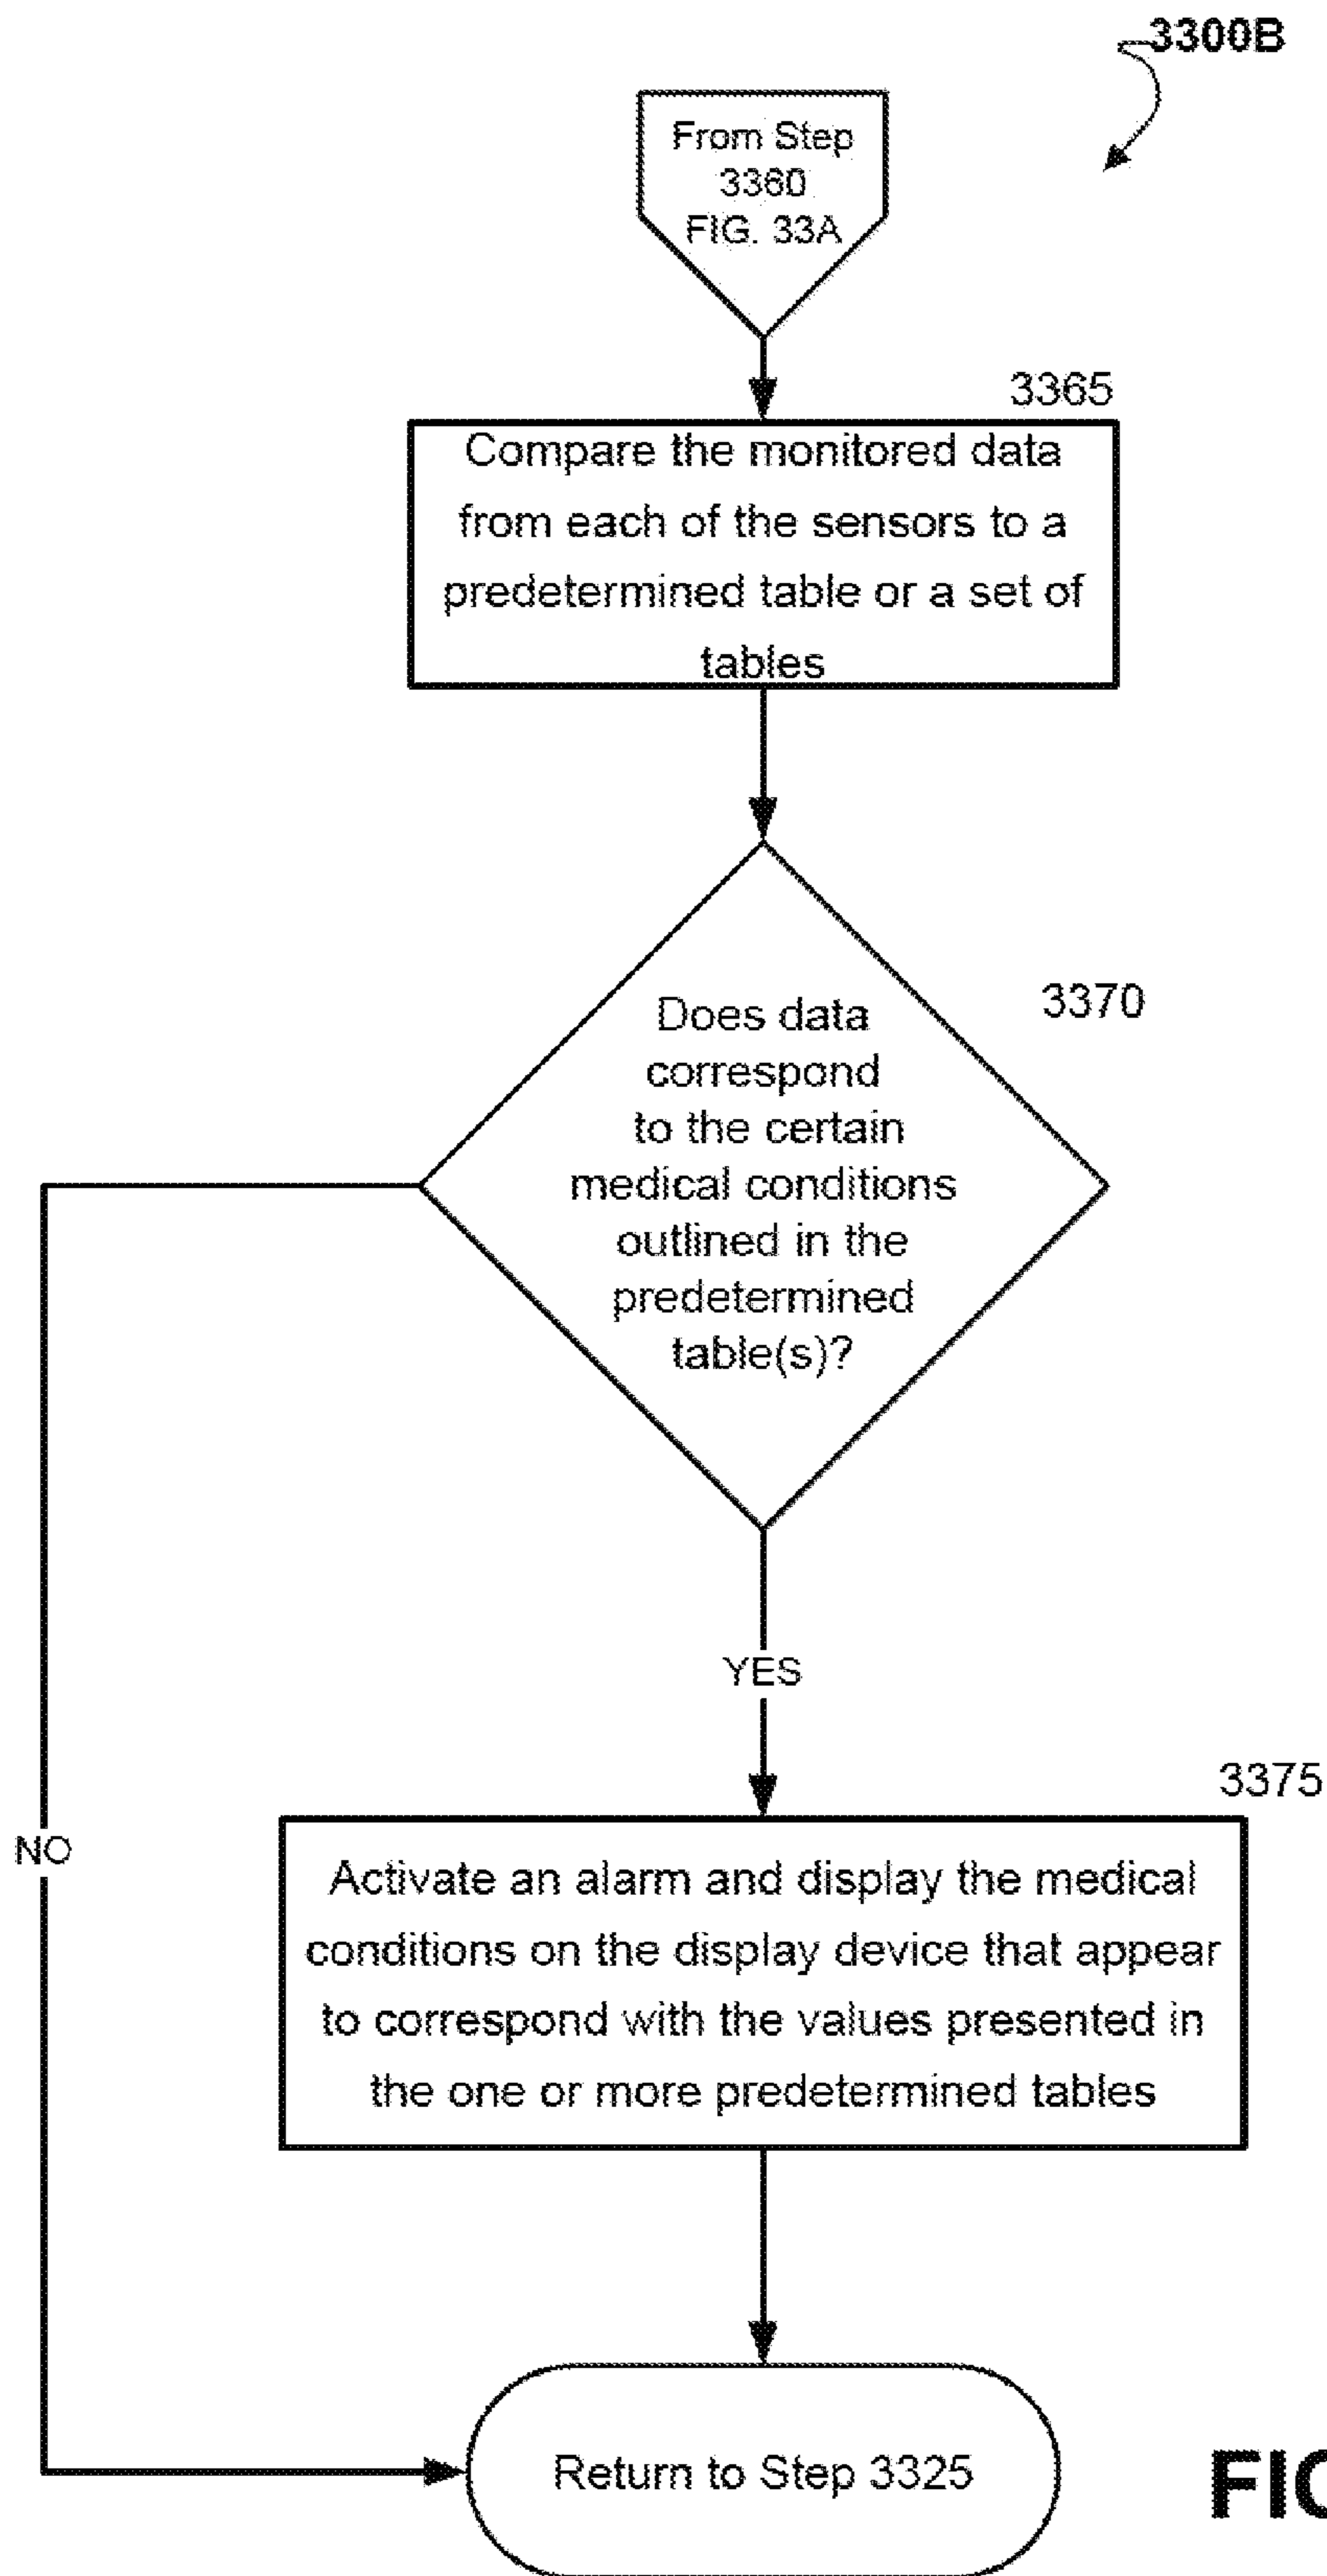 3300B
From Step
3360
FIG. 33A
3365
Compare the monitored data
from each of the sensors to a
predetermined table or a set of
tables
3370
Does data
correspond
to the certain
medical conditions
outlined in the
predetermined
table(s)?
YES
NO
3375
Activate an alarm and display the medical
conditions on the display device that appear
to correspond with the values presented in
the one or more predetermined tables
Return to Step 3325